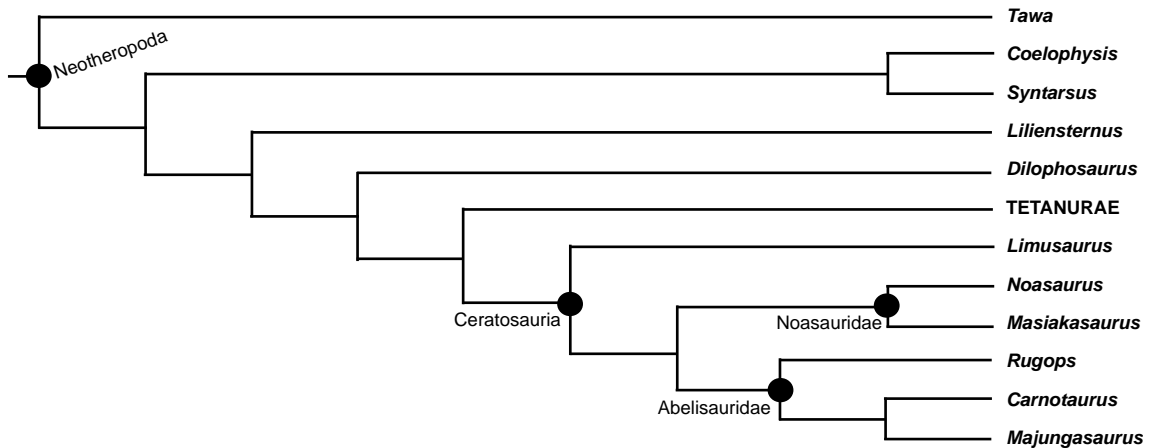 Tawa
Neotheropoda
Coelophysis
Syntarsus
Liliensternus
Dilophosaurus
TETANURAE
Limusaurus
Noasaurus
Ceratosauria
Noasauridae
Masiakasaurus
Rugops
Carnotaurus
Abelisauridae
Majungasaurus